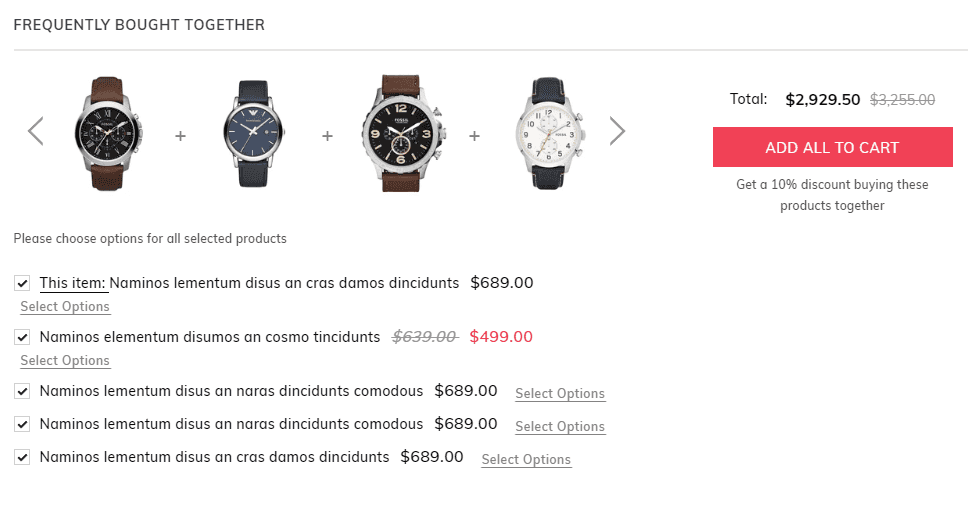 FREQUENTLY BOUGHT TOGETHER
+ + +
Total: $2,929.50 $3,255.00
ADD ALL TO CART
Get a 10% discount buying these
products together
Please choose options for all selected products
This item: Naminos lementum disus an cras damos dincidunts $689.00
Select Options
Naminos elementum disumos an cosmo tincidunts $639.00 $499.00
Select Options
Naminos lementum disus an naras dincidunts comodous $689.00 Select Options
Naminos lementum disus an naras dincidunts comodous $689.00 Select Options
Naminos lementum disus an cras damos dincidunts $689.00 Select Options